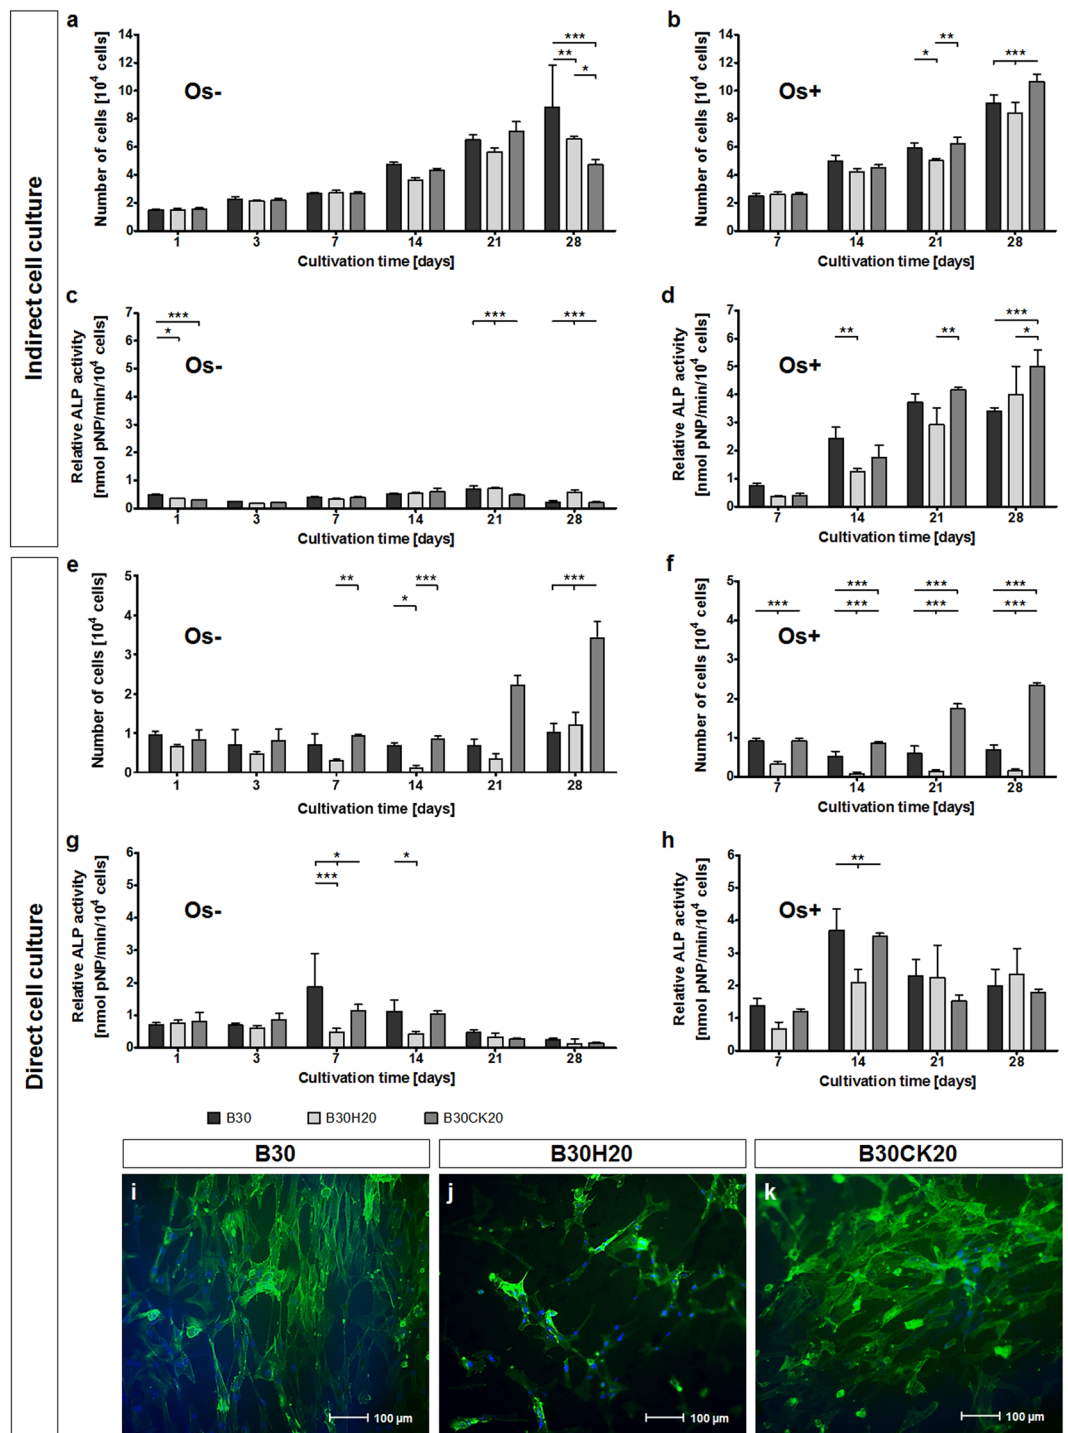 Indirect cell culture
a
Number of cells [10⁴ cells]
14
12
10
8
6
4
2
0
Os-
***
**
*
1 3 7 14 21 28
Cultivation time [days]
b
Number of cells [10⁴ cells]
14
12
10
8
6
4
2
0
Os+
**
*
***
7 14 21 28
Cultivation time [days]
c
Relative ALP activity
[nmol pNP/min/10⁴ cells]
7
6
5
4
3
2
1
0
Os-
***
*
***
***
1 3 7 14 21 28
Cultivation time [days]
d
Relative ALP activity
[nmol pNP/min/10⁴ cells]
7
6
5
4
3
2
1
0
Os+
**
**
***
*
7 14 21 28
Cultivation time [days]
Direct cell culture
e
Number of cells [10⁴ cells]
5
4
3
2
1
0
Os-
**
***
*
***
1 3 7 14 21 28
Cultivation time [days]
f
Number of cells [10⁴ cells]
5
4
3
2
1
0
Os+
*** *** ***
*** *** *** ***
7 14 21 28
Cultivation time [days]
g
Relative ALP activity
[nmol pNP/min/10⁴ cells]
6
5
4
3
2
1
0
Os-
*
***
*
1 3 7 14 21 28
Cultivation time [days]
h
Relative ALP activity
[nmol pNP/min/10⁴ cells]
6
5
4
3
2
1
0
Os+
**
7 14 21 28
Cultivation time [days]
B30 B30H20 B30CK20
B30
i
100 µm
B30H20
j
100 µm
B30CK20
k
100 µm